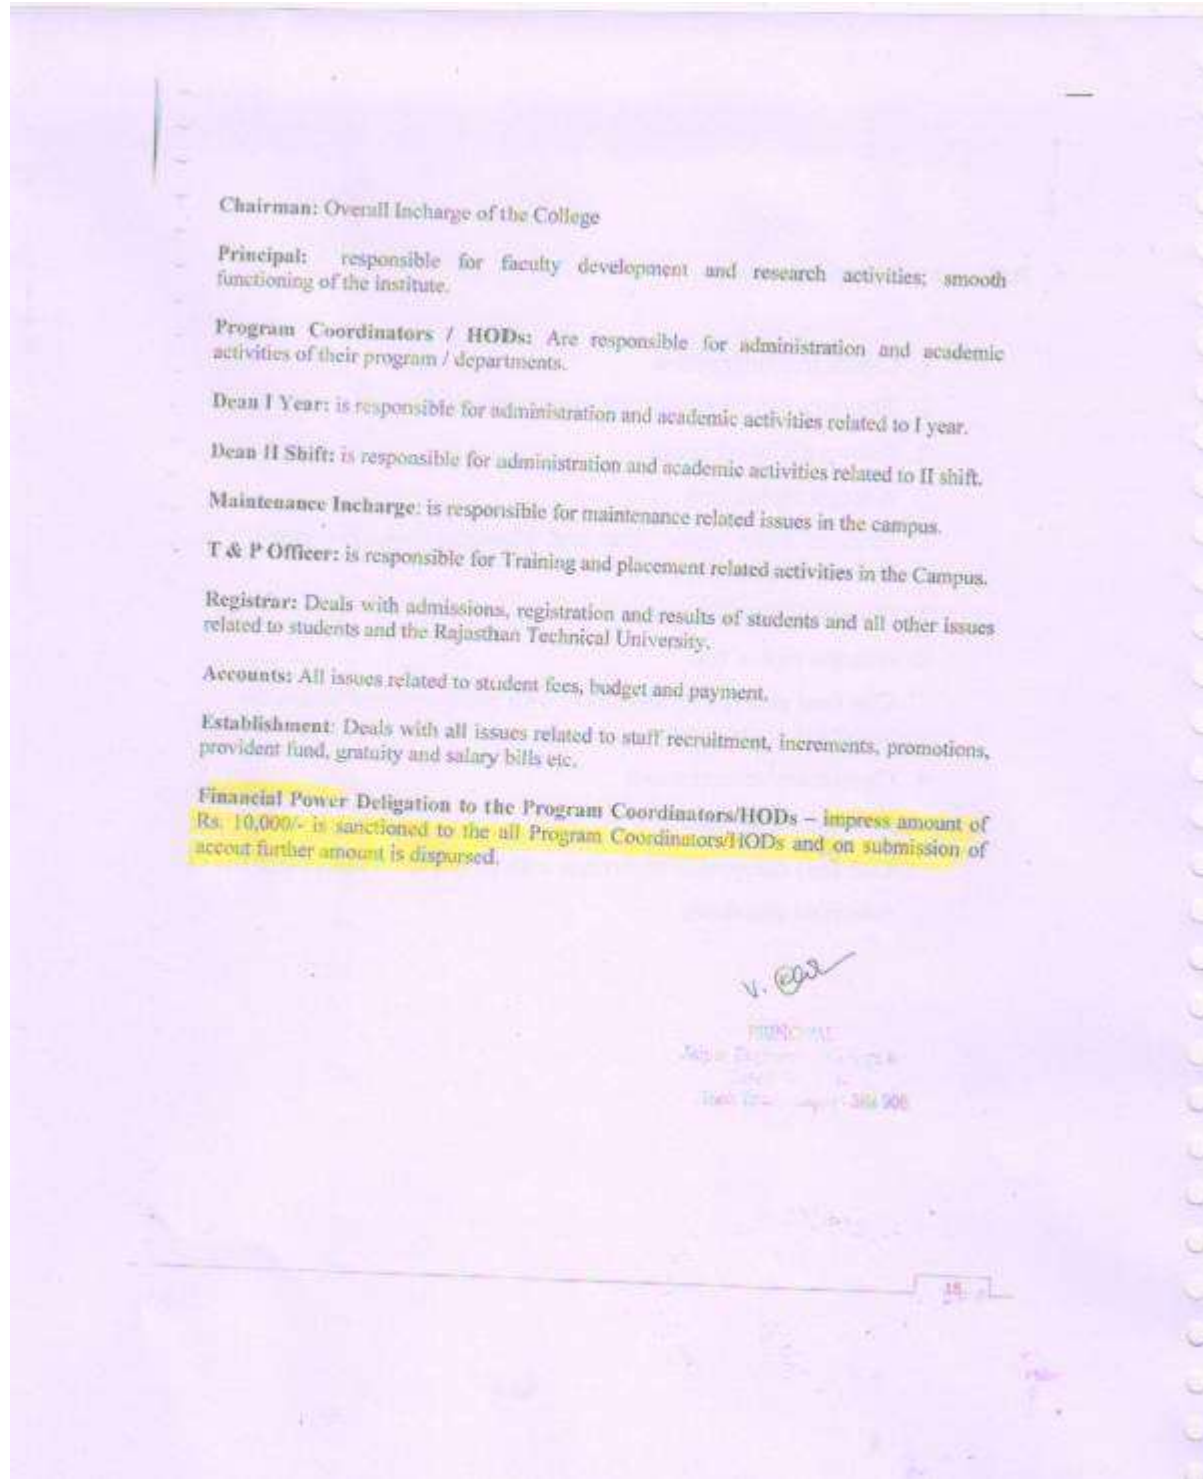 Chairman: Overall Incharge of the College
Principal: responsible for faculty development and research activities; smooth
functioning of the institute.
Program Coordinators / HODs: Are responsible for administration and academic
activities of their program / departments.
Dean I Year: is responsible for administration and academic activities related to I year.
Dean II Shift: is responsible for administration and academic activities related to II shift.
Maintenance Incharge: is responsible for maintenance related issues in the campus.
T & P Officer: is responsible for Training and placement related activities in the Campus.
Registrar: Deals with admissions, registration and results of students and all other issues
related to students and the Rajasthan Technical University.
Accounts: All issues related to student fees, budget and payment.
Establishment: Deals with all issues related to staff recruitment, increments, promotions,
provident fund, gratuity and salary bills etc.
Financial Power Deligation to the Program Coordinators/HODs – impress amount of
Rs. 10,000/- is sanctioned to the all Program Coordinators/HODs and on submission of
accout further amount is dispursed.
V.
PRINCIPAL